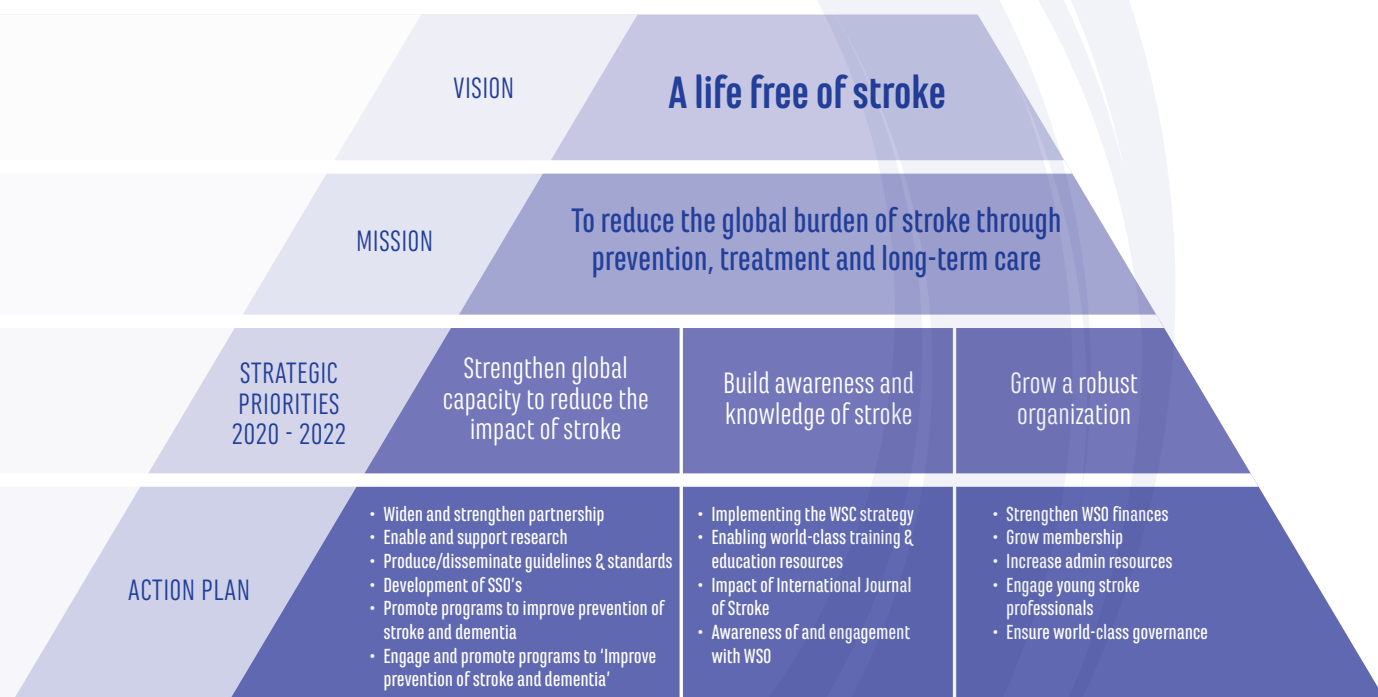 VISION
A life free of stroke
MISSION
To reduce the global burden of stroke through
prevention, treatment and long-term care
STRATEGIC
PRIORITIES
2020 - 2022
Strengthen global
capacity to reduce the
impact of stroke
Build awareness and
knowledge of stroke
Grow a robust
organization
ACTION PLAN
• Widen and strengthen partnership
• Enable and support research
• Produce/disseminate guidelines & standards
• Development of SSO's
• Promote programs to improve prevention of
stroke and dementia
• Engage and promote programs to ‘Improve
prevention of stroke and dementia’
• Implementing the WSC strategy
• Enabling world-class training &
education resources
• Impact of International Journal
of Stroke
• Awareness of and engagement
with WSO
• Strengthen WSO finances
• Grow membership
• Increase admin resources
• Engage young stroke
professionals
• Ensure world-class governance